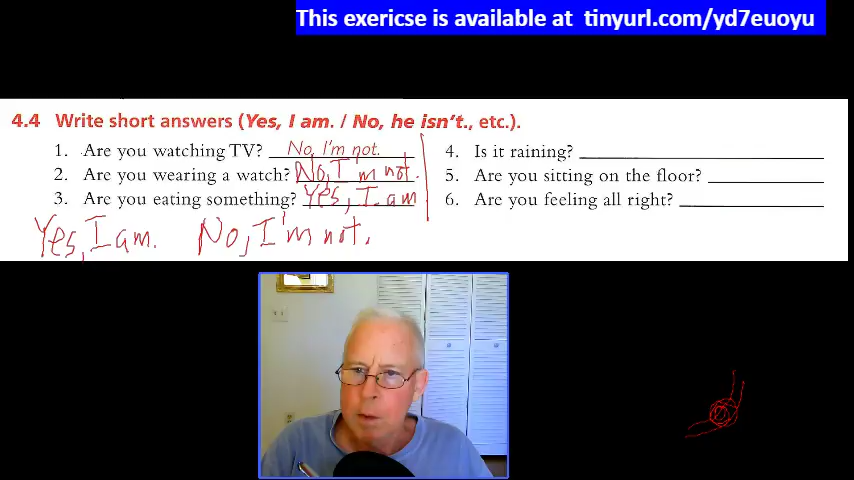 This exericse is available at tinyurl.com/yd7euoyu
4.4 Write short answers (Yes, I am. / No, he isn't., etc.).
1. Are you watching TV? No, I'm not.
2. Are you wearing a watch? No, I'm not.
3. Are you eating something? Yes, I am
4. Is it raining?
5. Are you sitting on the floor?
6. Are you feeling all right?
Yes, I am. No, I'm not.